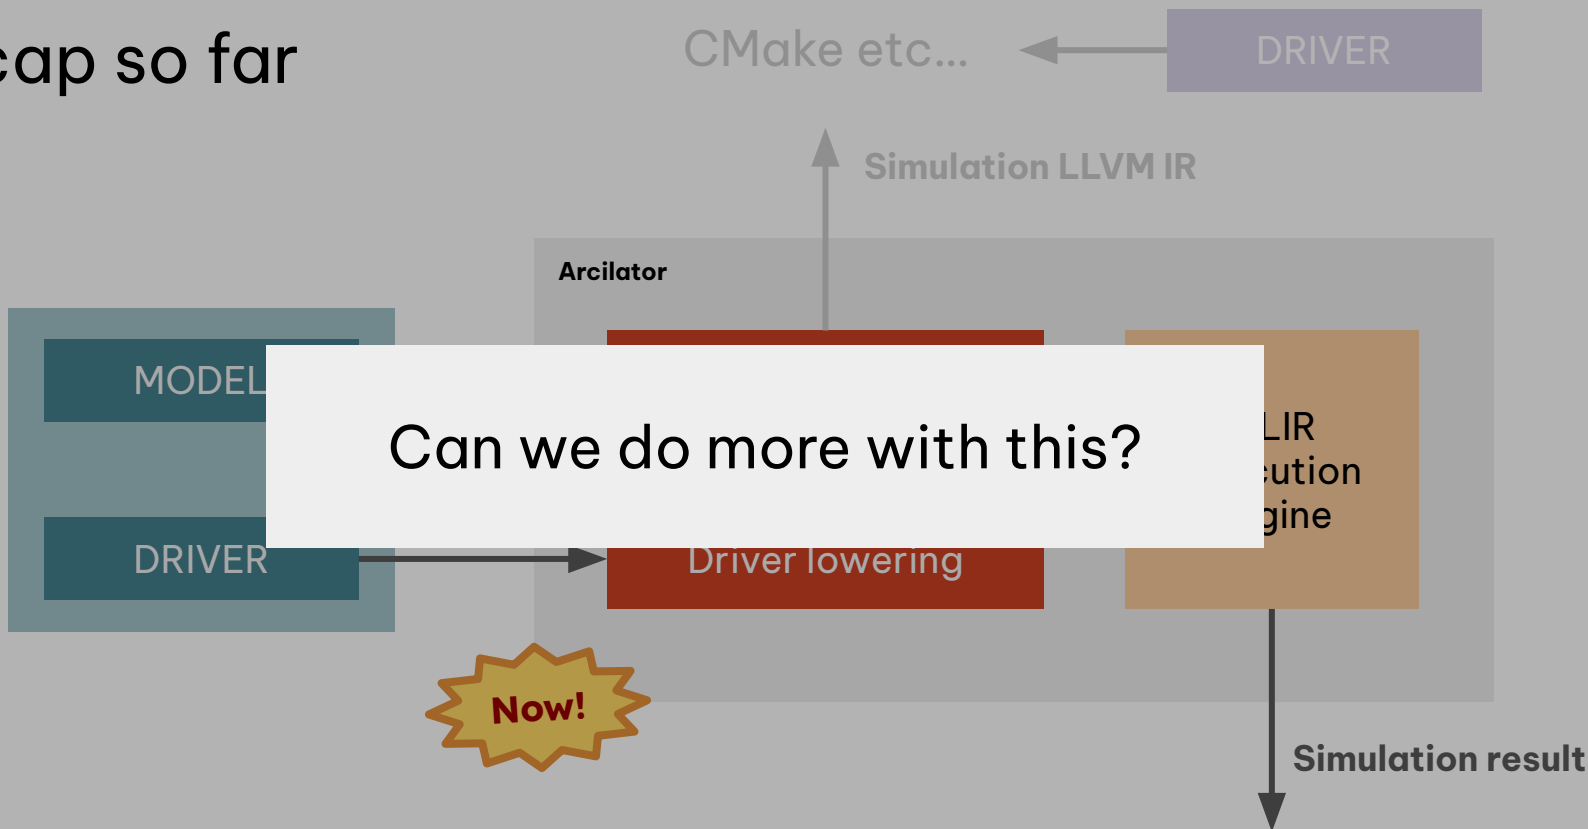 cap so far
CMake etc...
DRIVER
Simulation LLVM IR
Arcilator
MODEL
Can we do more with this?
LIR
cution
gine
DRIVER
Driver lowering
Now!
Simulation result